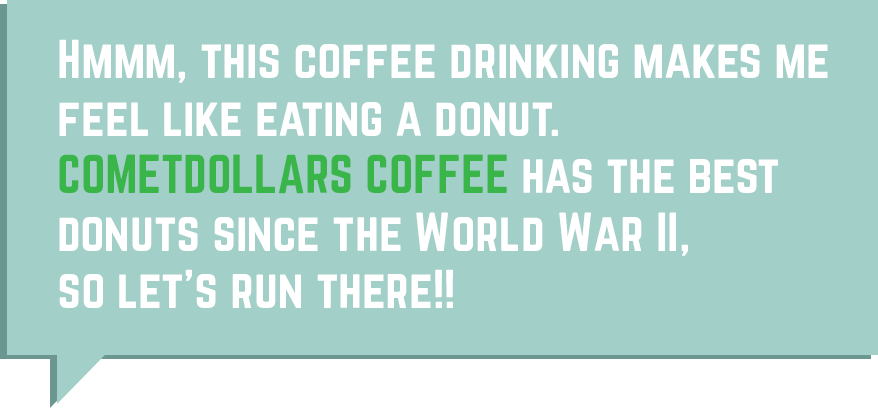 Hmmm, this coffee drinking makes me
feel like eating a donut.
COMETDOLLARS COFFEE has the best
donuts since the World War II,
so let's run there!!